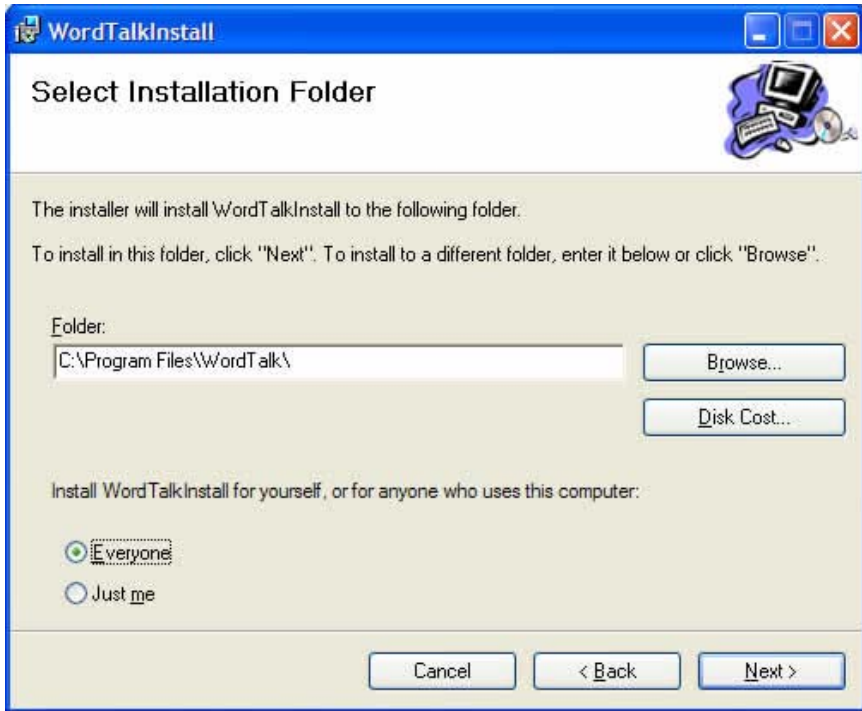 WordTalkInstall
Select Installation Folder
The installer will install WordTalkInstall to the following folder.
To install in this folder, click "Next". To install to a different folder, enter it below or click "Browse".
Folder:
C:\Program Files\WordTalk\
Browse...
Disk Cost...
Install WordTalkInstall for yourself, or for anyone who uses this computer:
Everyone
Just me
Cancel
< Back
Next >